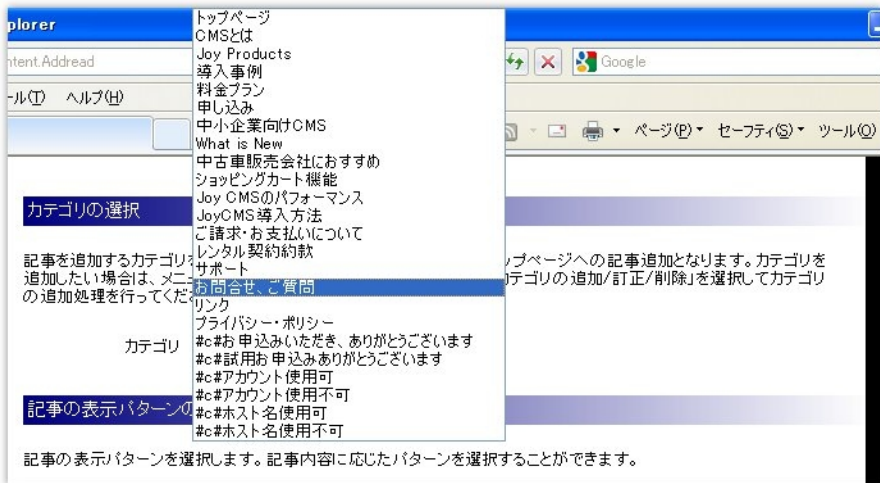 plorer
ntent.Addread
Google
ール(T) ヘルプ(H)
ページ(P) セーフティ(S) ツール(O)
トップページ
CMSとは
Joy Products
導入事例
料金プラン
申し込み
中小企業向けCMS
What is New
中古車販売会社におすすめ
ショッピングカート機能
Joy CMSのパフォーマンス
JoyCMS導入方法
ご請求・お支払いについて
レンタル契約約款
サポート
お問合せ、ご質問
リンク
プライバシー・ポリシー
#c#お申込みいただき、ありがとうございます
#c#試用お申込みありがとうございます
#c#アカウント使用可
#c#アカウント使用不可
#c#ホスト名使用可
#c#ホスト名使用不可
カテゴリの選択
記事を追加するカテゴリを ップページへの記事追加となります。カテゴリを
追加したい場合は、メニュ カテゴリの追加/訂正/削除」を選択してカテゴリ
の追加処理を行ってくだ
カテゴリ
記事の表示パターンの
記事の表示パターンを選択します。記事内容に応じたパターンを選択することができます。